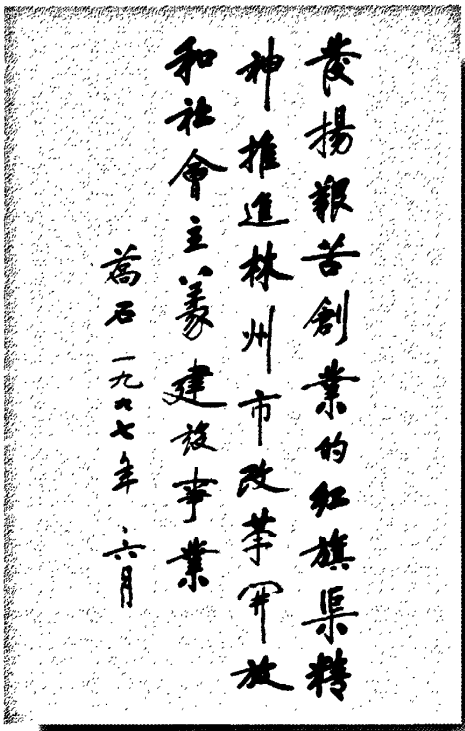 發揚艱苦創業的紅旗渠精
神推進林州市改革開放
和社會主義建設事業
喬石一九九七年六月